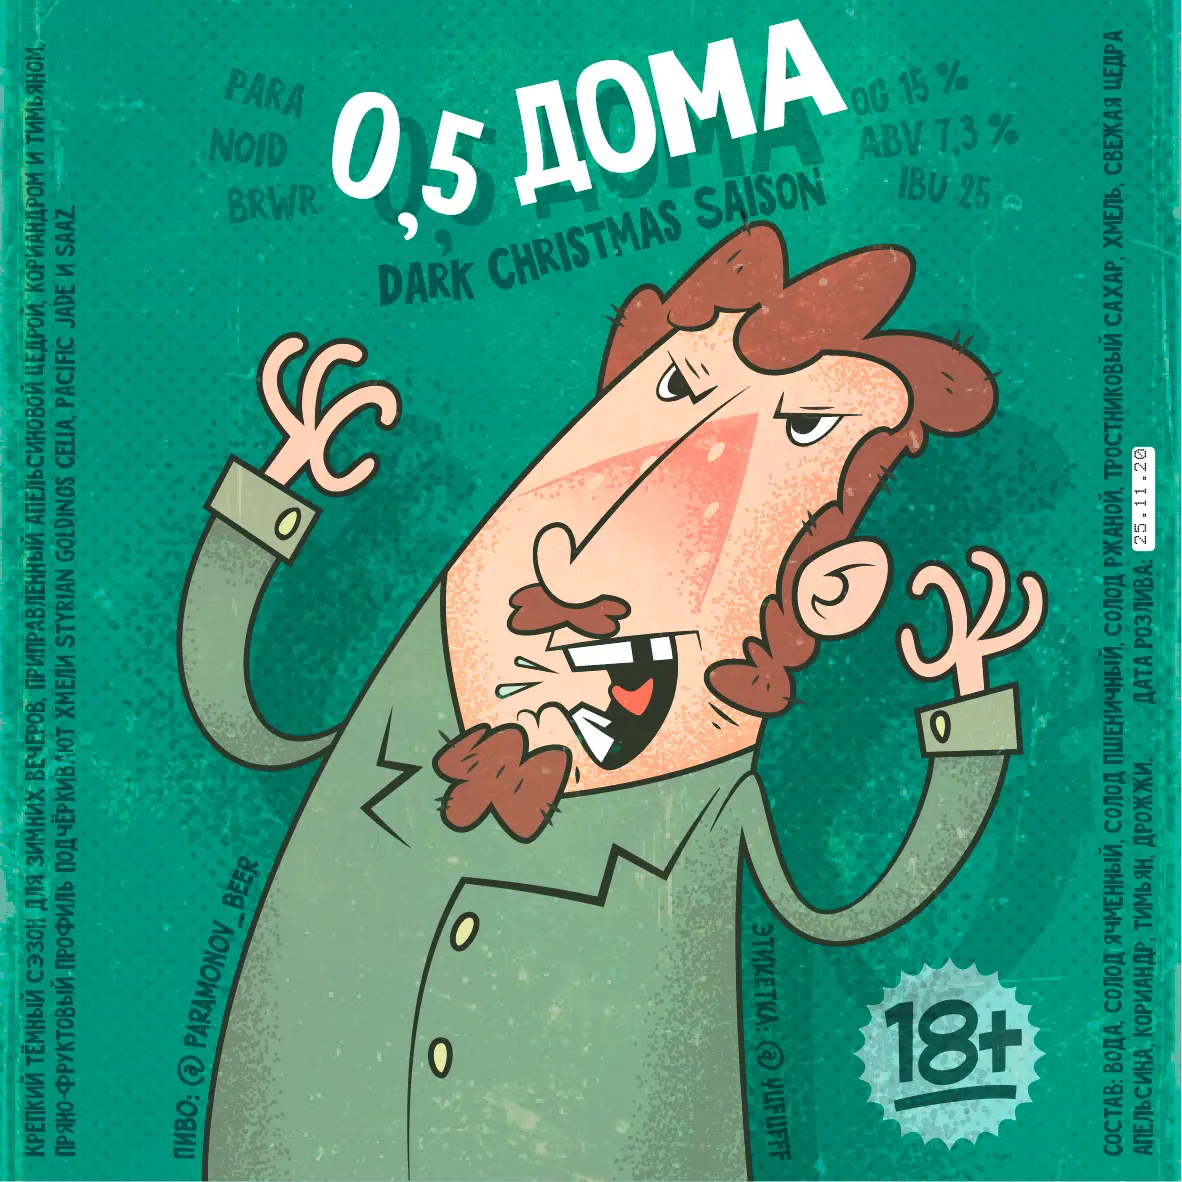 PARA
NOID
BRWR
0,5 ДОМА
DARK CHRISTMAS SAISON
OG 15 %
ABV 7,3 %
IBU 25
КРЕПКИЙ ТЁМНЫЙ СЭЗОН ДЛЯ ЗИМНИХ ВЕЧЕРОВ, ПРИПРАВЛЕННЫЙ АПЕЛЬСИНОВОЙ ЦЕДРОЙ, КОРИАНДРОМ И ТИМЬЯНОМ.
ПРЯНО-ФРУКТОВЫЙ ПРОФИЛЬ ПОДЧЁРКИВАЮТ ХМЕЛИ STYRIAN GOLDINGS CELIA, PACIFIC JADE И SAAZ
ПИВО: @ PARAMONOV_BEER
ЭТИКЕТКА: @ HUFUFFF
18+
СОСТАВ: ВОДА, СОЛОД ЯЧМЕННЫЙ, СОЛОД ПШЕНИЧНЫЙ, СОЛОД РЖАНОЙ, ТРОСТНИКОВЫЙ САХАР, ХМЕЛЬ, СВЕЖАЯ ЦЕДРА
АПЕЛЬСИНА, КОРИАНДР, ТИМЬЯН, ДРОЖЖИ. ДАТА РОЗЛИВА: 25.11.20